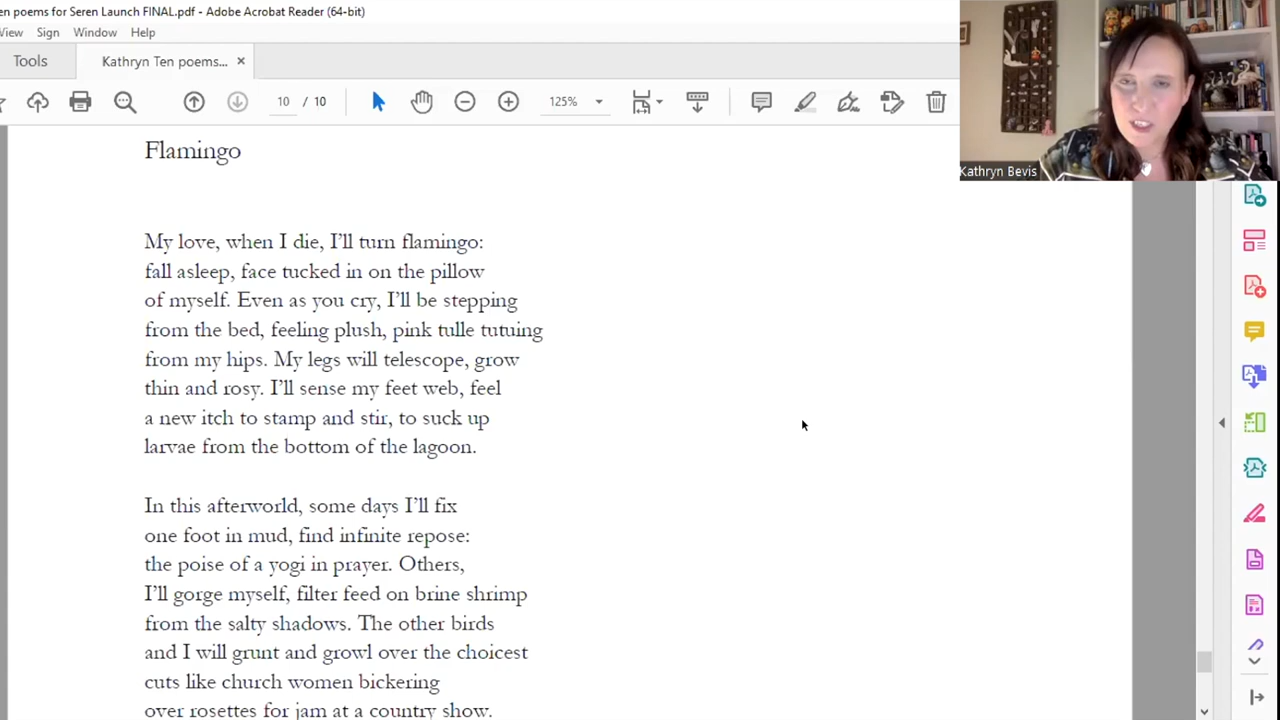 en poems for Seren Launch FINAL.pdf - Adobe Acrobat Reader (64-bit)
View Sign Window Help
Tools Kathryn Ten poems... ×
10 / 10 125%
Kathryn Bevis
Flamingo
My love, when I die, I'll turn flamingo:
fall asleep, face tucked in on the pillow
of myself. Even as you cry, I'll be stepping
from the bed, feeling plush, pink tulle tutuing
from my hips. My legs will telescope, grow
thin and rosy. I'll sense my feet web, feel
a new itch to stamp and stir, to suck up
larvae from the bottom of the lagoon.
In this afterworld, some days I'll fix
one foot in mud, find infinite repose:
the poise of a yogi in prayer. Others,
I'll gorge myself, filter feed on brine shrimp
from the salty shadows. The other birds
and I will grunt and growl over the choicest
cuts like church women bickering
over rosettes for jam at a country show.